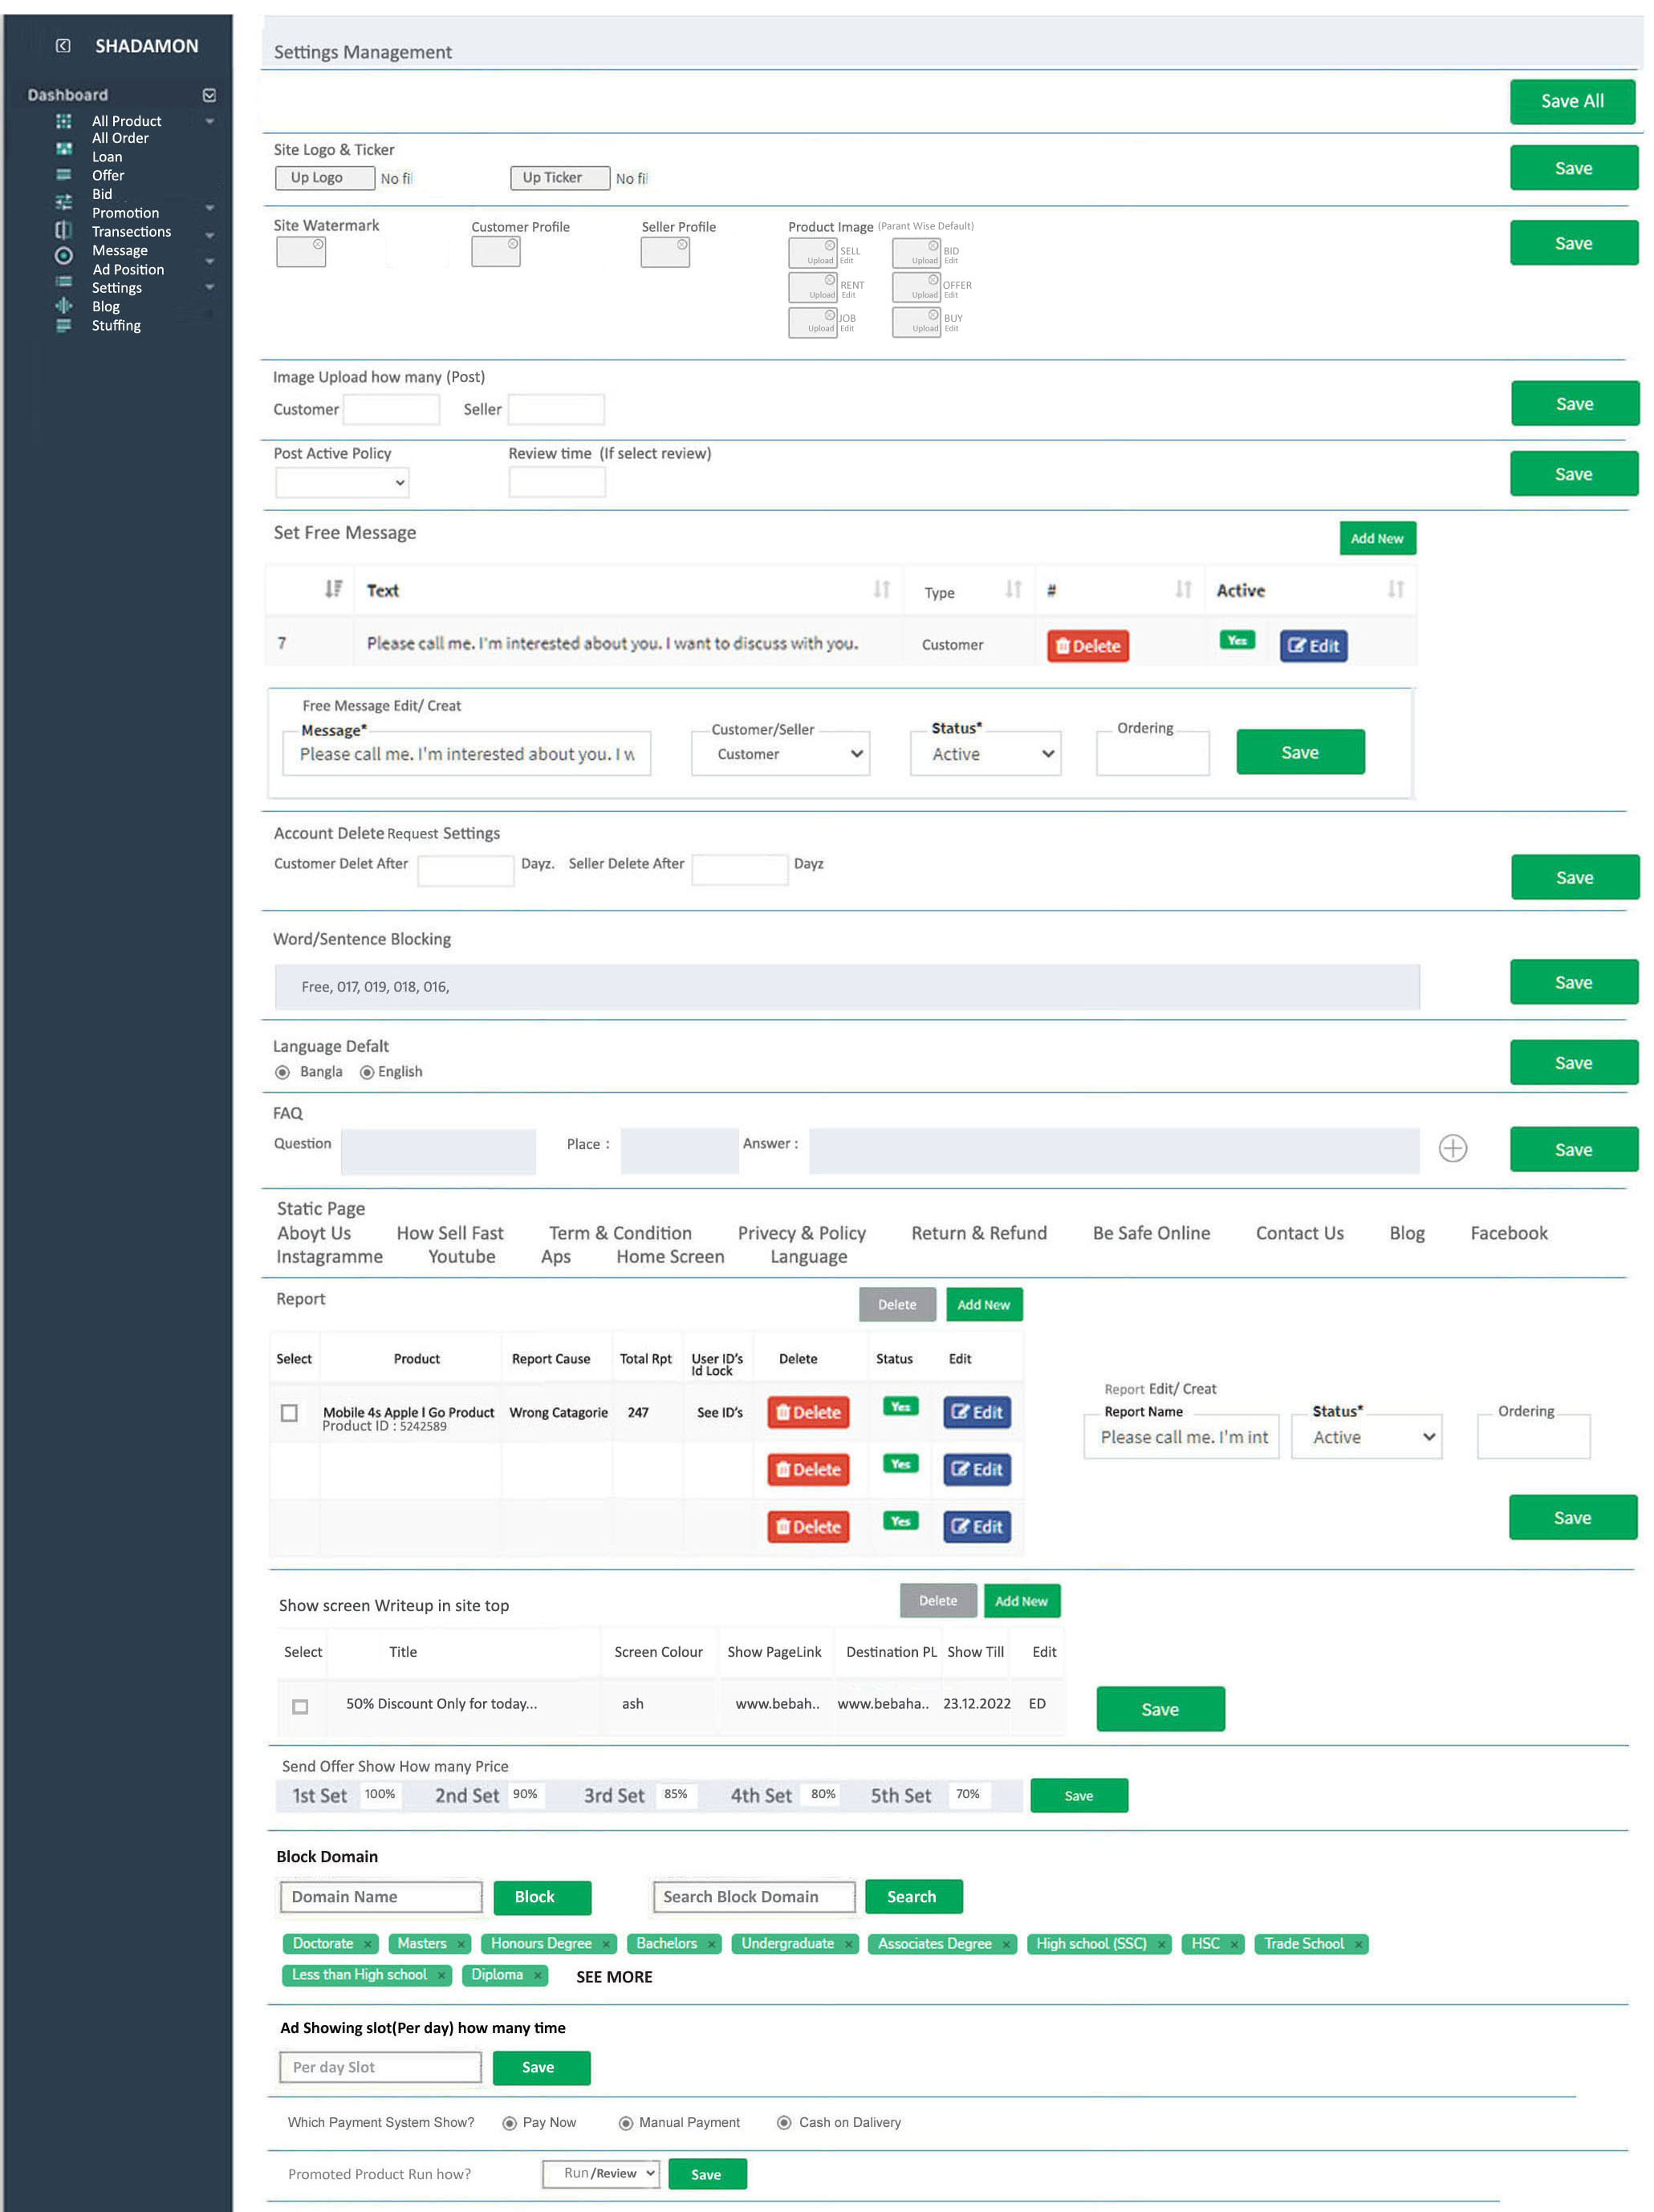 SHADAMON
Dashboard
All Product
All Order
Loan
Offer
Bid
Promotion
Transections
Message
Ad Position
Settings
Blog
Stuffing
Settings Management
Save All
Site Logo & Ticker
Up Logo No fil Up Ticker No fil
Save
Site Watermark Customer Profile Seller Profile Product Image (Parant Wise Default)
Save
Upload SELL Edit Upload BID Edit
Upload RENT Edit Upload OFFER Edit
Upload JOB Edit Upload BUY Edit
Image Upload how many (Post)
Customer Seller
Save
Post Active Policy Review time (If select review)
Save
Set Free Message
Add New
Text Type # Active
7 Please call me. I'm interested about you. I want to discuss with you. Customer Delete Yes Edit
Free Message Edit/ Creat
Message* Customer/Seller Status* Ordering
Please call me. I'm interested about you. I w Customer Active Save
Account Delete Request Settings
Customer Delet After Dayz. Seller Delete After Dayz
Save
Word/Sentence Blocking
Free, 017, 019, 018, 016,
Save
Language Defalt
Bangla English
Save
FAQ
Question Place : Answer :
Save
Static Page
Aboyt Us How Sell Fast Term & Condition Privecy & Policy Return & Refund Be Safe Online Contact Us Blog Facebook
Instagramme Youtube Aps Home Screen Language
Report Delete Add New
Select Product Report Cause Total Rpt User ID's Id Lock Delete Status Edit
Mobile 4s Apple I Go Product Wrong Catagorie 247 See ID's Delete Yes Edit
Product ID : 5242589
Delete Yes Edit
Delete Yes Edit
Report Edit/ Creat
Report Name Status* Ordering
Please call me. I'm int Active
Save
Show screen Writeup in site top Delete Add New
Select Title Screen Colour Show PageLink Destination PL Show Till Edit
50% Discount Only for today... ash www.bebah.. www.bebaha.. 23.12.2022 ED
Save
Send Offer Show How many Price
1st Set 100% 2nd Set 90% 3rd Set 85% 4th Set 80% 5th Set 70% Save
Block Domain
Domain Name Block Search Block Domain Search
Doctorate × Masters × Honours Degree × Bachelors × Undergraduate × Associates Degree × High school (SSC) × HSC × Trade School ×
Less than High school × Diploma × SEE MORE
Ad Showing slot(Per day) how many time
Per day Slot Save
Which Payment System Show? Pay Now Manual Payment Cash on Dalivery
Promoted Product Run how? Run/Review Save